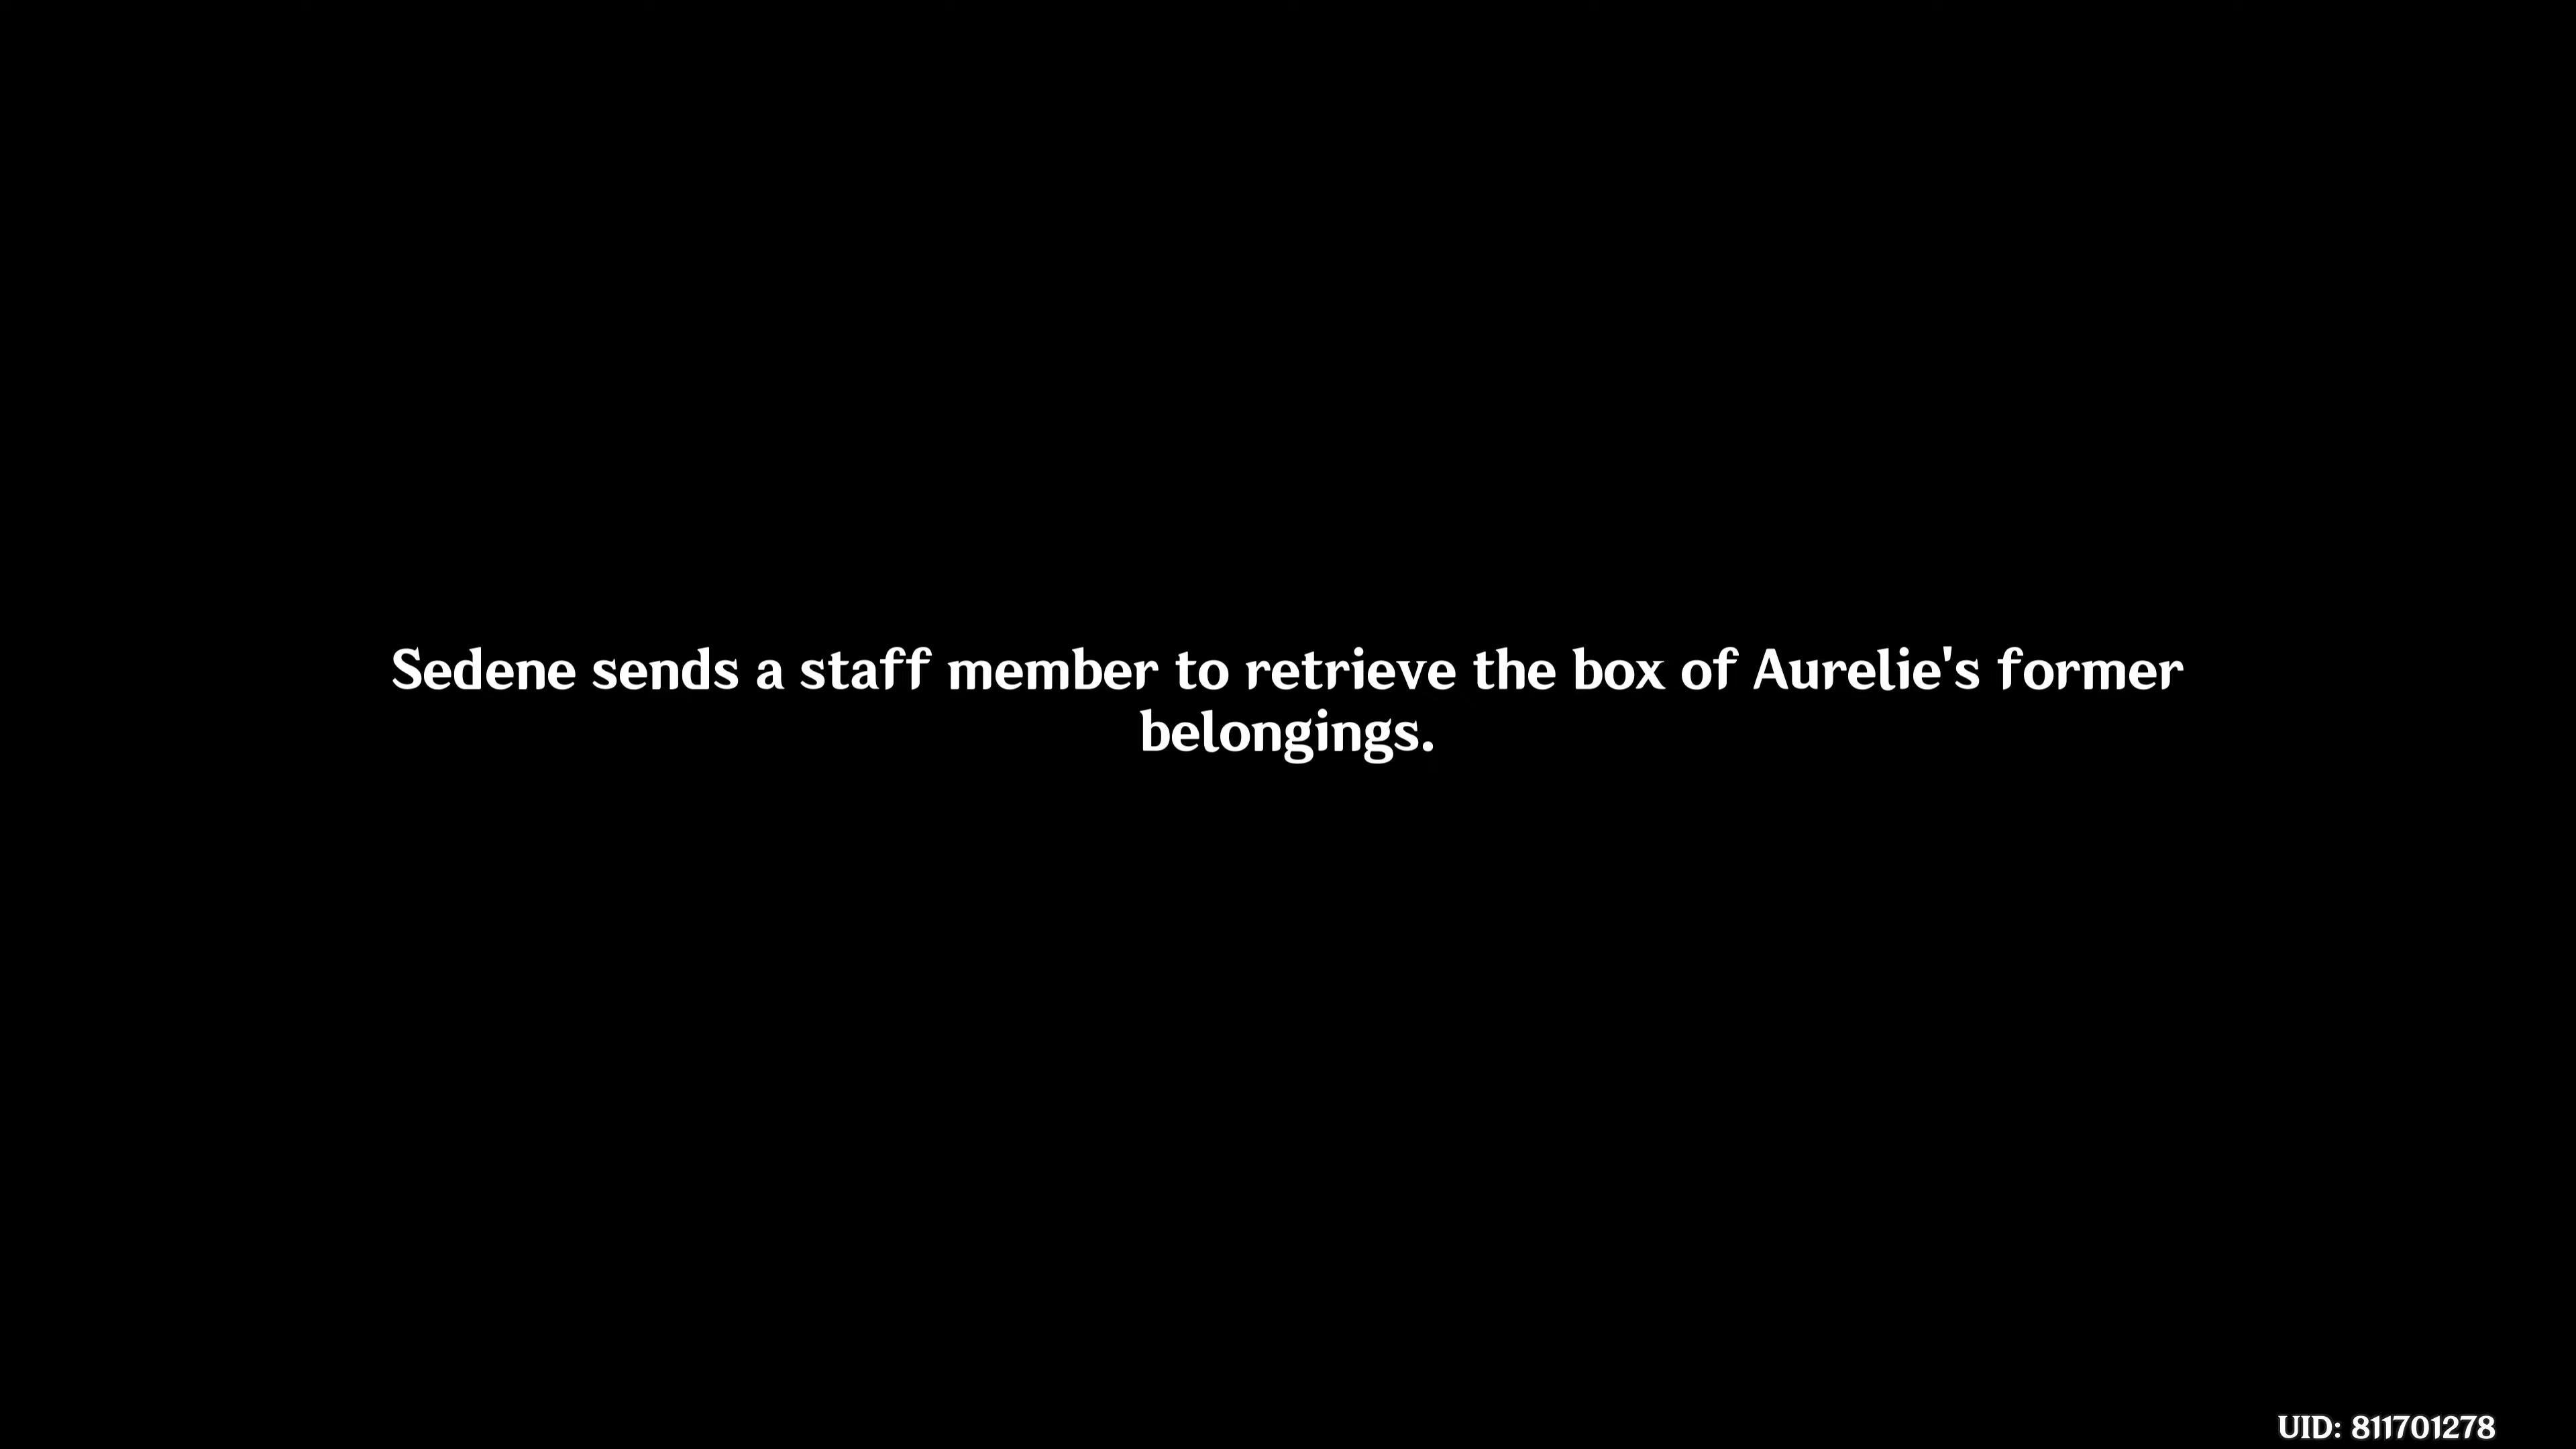 Sedene sends a staff member to retrieve the box of Aurelie's former
belongings.
UID: 811701278